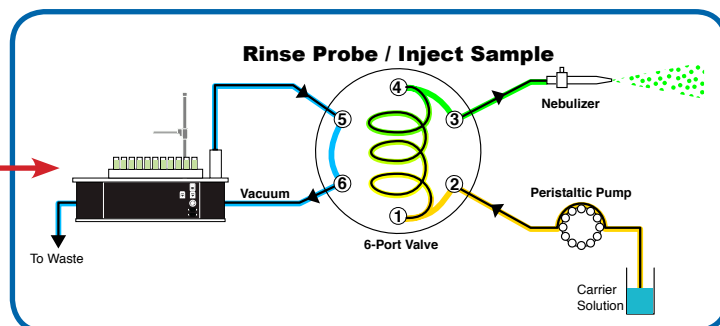 Rinse Probe / Inject Sample
4
5
3
Nebulizer
6
2
Vacuum
Peristaltic Pump
1
6-Port Valve
To Waste
Carrier
Solution